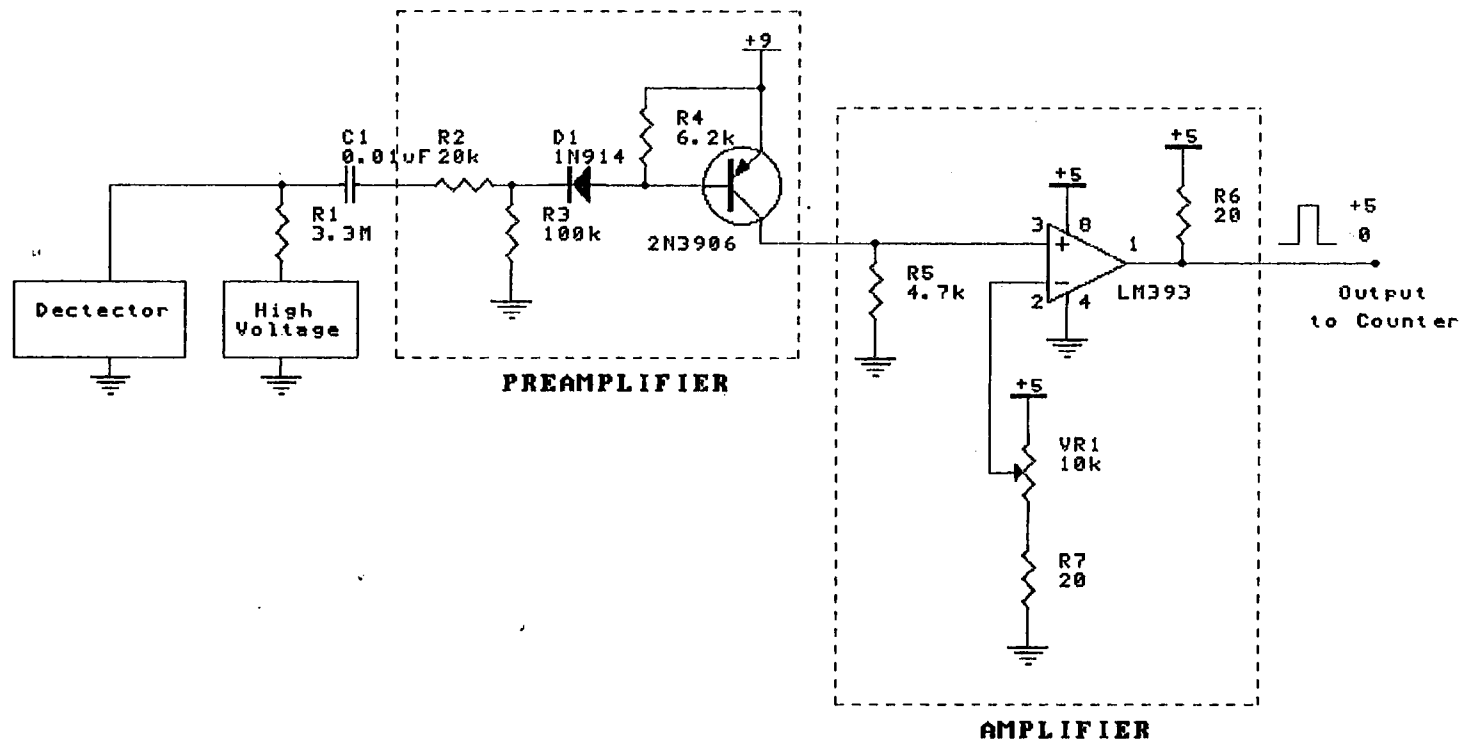 +9
C1
0.01uF
R2
20k
D1
1N914
R4
6.2k
R1
3.3M
R3
100k
2N3906
Dectector
High
Voltage
PREAMPLIFIER
+5
R6
20
+5
3
8
+
-
1
2
4
LM393
R5
4.7k
+5
0
Output
to Counter
+5
VR1
10k
R7
20
AMPLIFIER